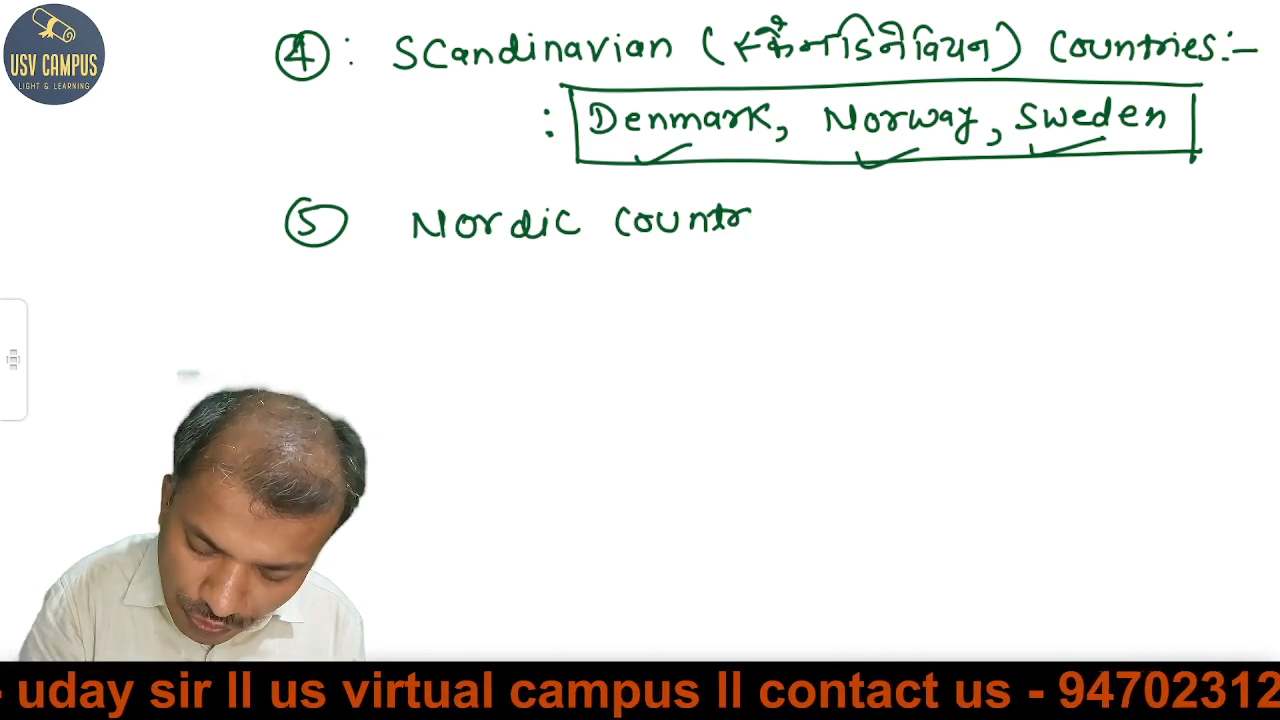 USV CAMPUS
LIGHT & LEARNING
④ : Scandinavian (स्कैनाडिनेवियन) Countries:-
: Denmark, Norway, Sweden
⑤ Nordic Countr
- uday sir ll us virtual campus ll contact us - 94702312